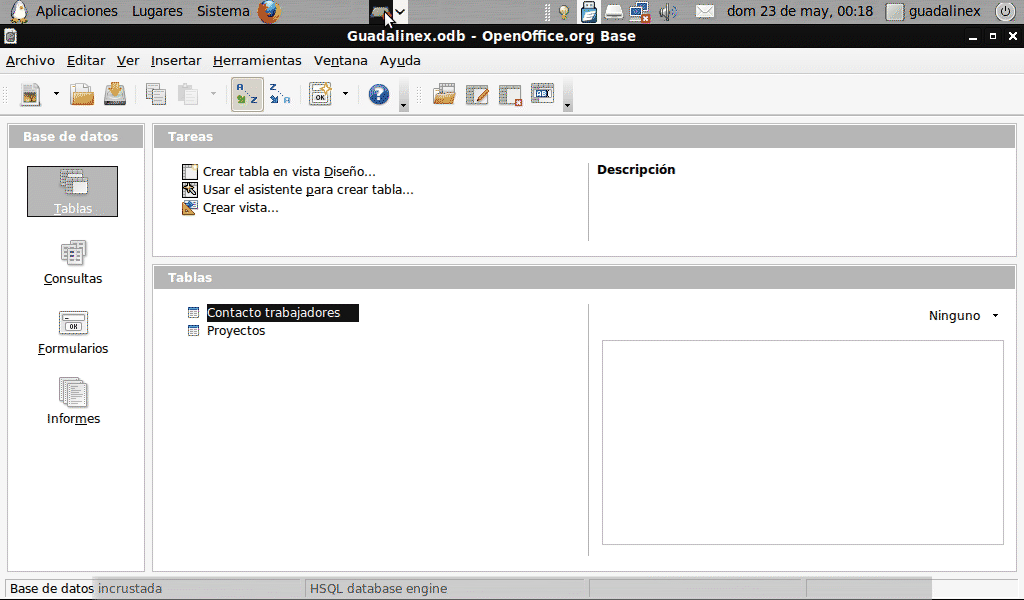 Aplicaciones Lugares Sistema dom 23 de may, 00:18 guadalinex
Guadalinex.odb - OpenOffice.org Base
Archivo Editar Ver Insertar Herramientas Ventana Ayuda
Base de datos
Tareas
Tablas
Consultas
Formularios
Informes
Crear tabla en vista Diseño...
Usar el asistente para crear tabla...
Crear vista...
Descripción
Tablas
Contacto trabajadores
Proyectos
Ninguno
Base de datos incrustada HSQL database engine